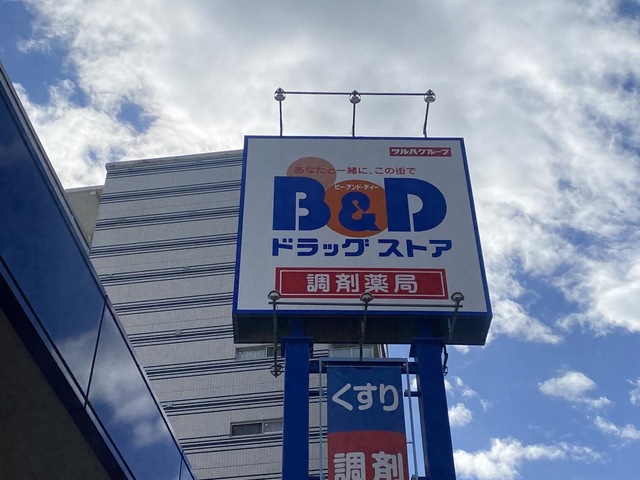 ツルハグループ
あなたと一緒に、この街で
ビー・アンド・ディー
B&D
ドラッグストア
調剤薬局
くすり
調剤